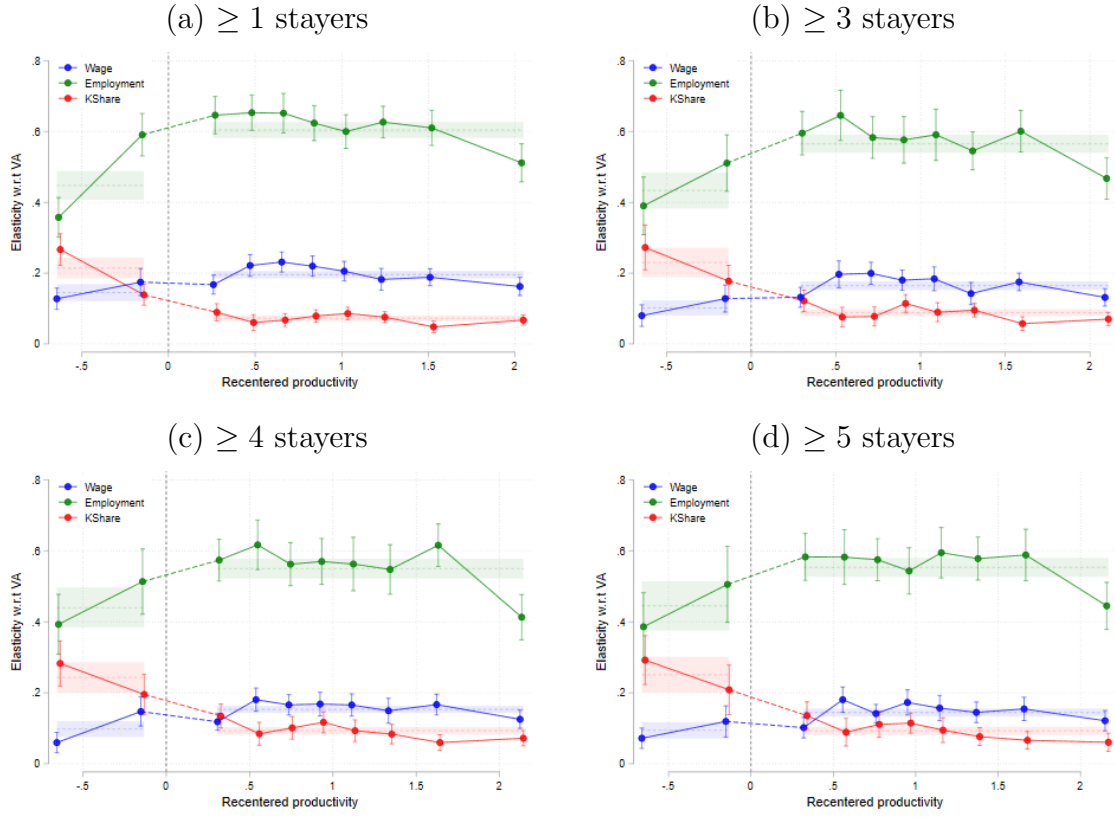 (a) ≥ 1 stayers
Elasticity w.r.t VA
.8
.6
.4
.2
0
Wage
Employment
KShare
-.5
0
.5
1
1.5
2
Recentered productivity
(b) ≥ 3 stayers
Elasticity w.r.t VA
.8
.6
.4
.2
0
Wage
Employment
KShare
-.5
0
.5
1
1.5
2
Recentered productivity
(c) ≥ 4 stayers
Elasticity w.r.t VA
.8
.6
.4
.2
0
Wage
Employment
KShare
-.5
0
.5
1
1.5
2
Recentered productivity
(d) ≥ 5 stayers
Elasticity w.r.t VA
.8
.6
.4
.2
0
Wage
Employment
KShare
-.5
0
.5
1
1.5
2
Recentered productivity